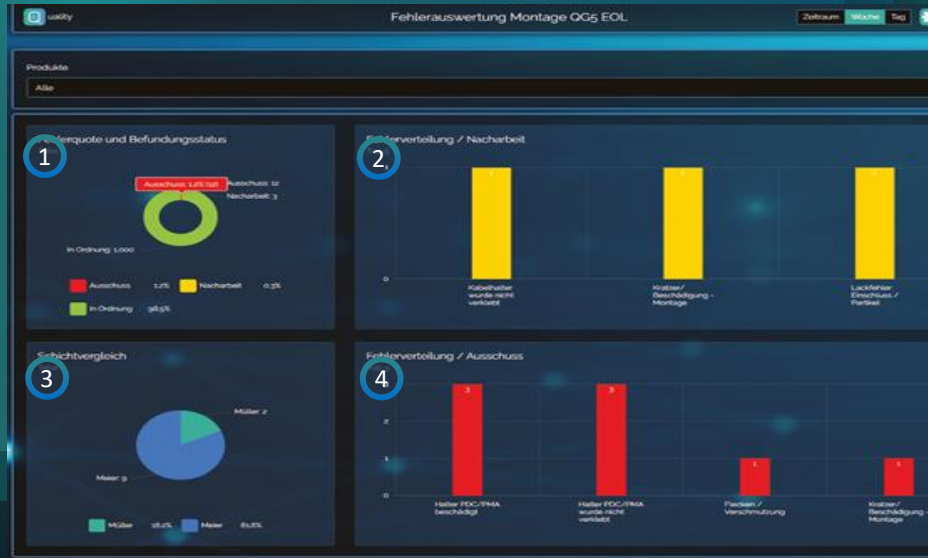 Quality
Fehlerauswertung Montage QG5 EOL
Zeitraum Woche Tag
Produkte
Alle
1
Fehlerquote und Befundungsstatus
Ausschuss: 12
Nacharbeit: 3
In Ordnung: 1.000
Ausschuss 1.2% Nacharbeit 0.3%
In Ordnung 98.5%
2
Fehlerverteilung / Nacharbeit
1 1 1
0
Kabelhalter
wurde nicht
verklebt
Kratzer/
Beschädigung -
Montage
Lackfehler
Einschluss /
Partikel
3
Schichtvergleich
Müller 2
Meier 9
Müller 18.2% Meier 81.8%
4
Fehlerverteilung / Ausschuss
3 3
2
1
1 1
0
Halter PDC/PMA
beschädigt
Halter PDC/PMA
wurde nicht
verklebt
Flecken /
Verschmutzung
Kratzer/
Beschädigung -
Montage